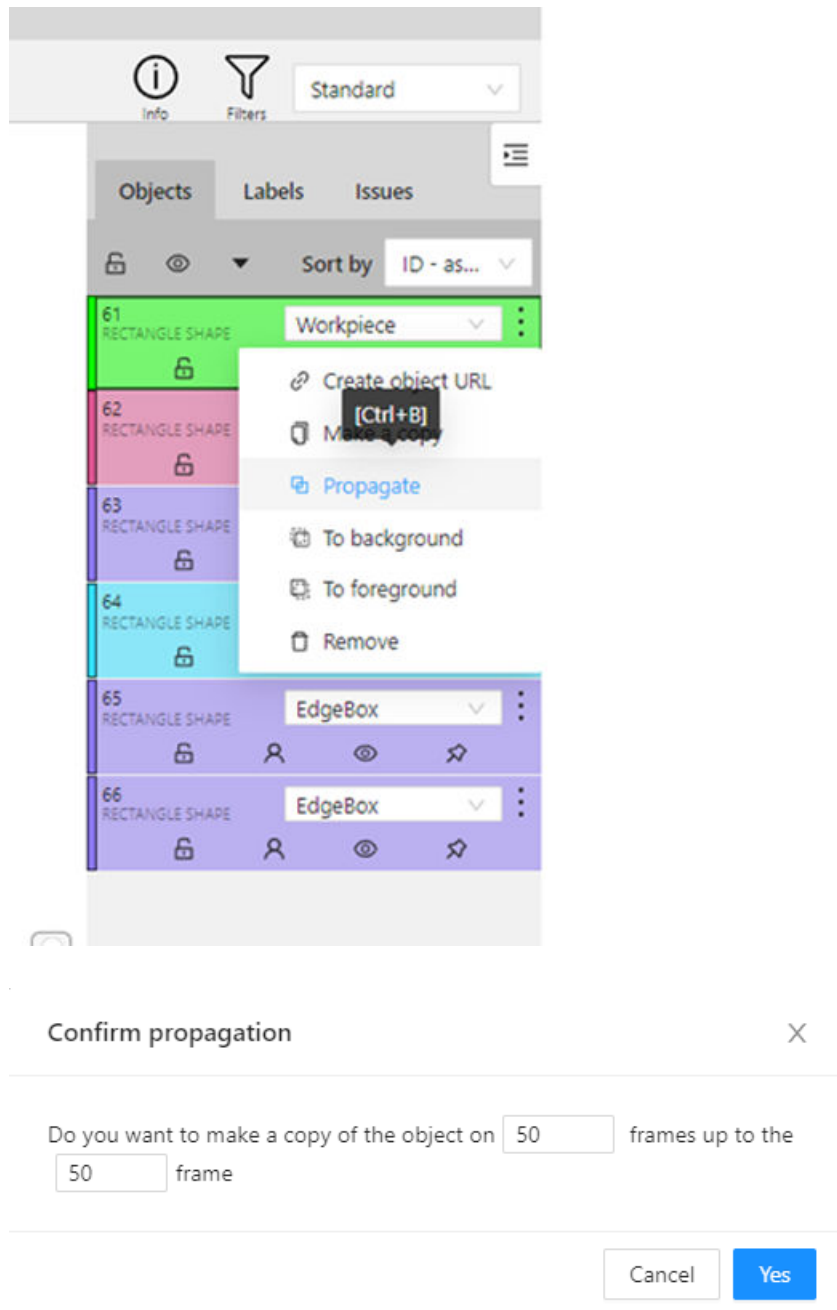 Info
Filters
Standard
Objects
Labels
Issues
Sort by
ID - as...
61
RECTANGLE SHAPE
Workpiece
Create object URL
[Ctrl+B]
Make a copy
62
RECTANGLE SHAPE
Propagate
63
RECTANGLE SHAPE
To background
To foreground
64
RECTANGLE SHAPE
Remove
65
RECTANGLE SHAPE
EdgeBox
66
RECTANGLE SHAPE
EdgeBox
Confirm propagation
Do you want to make a copy of the object on 50 frames up to the
50 frame
Cancel
Yes